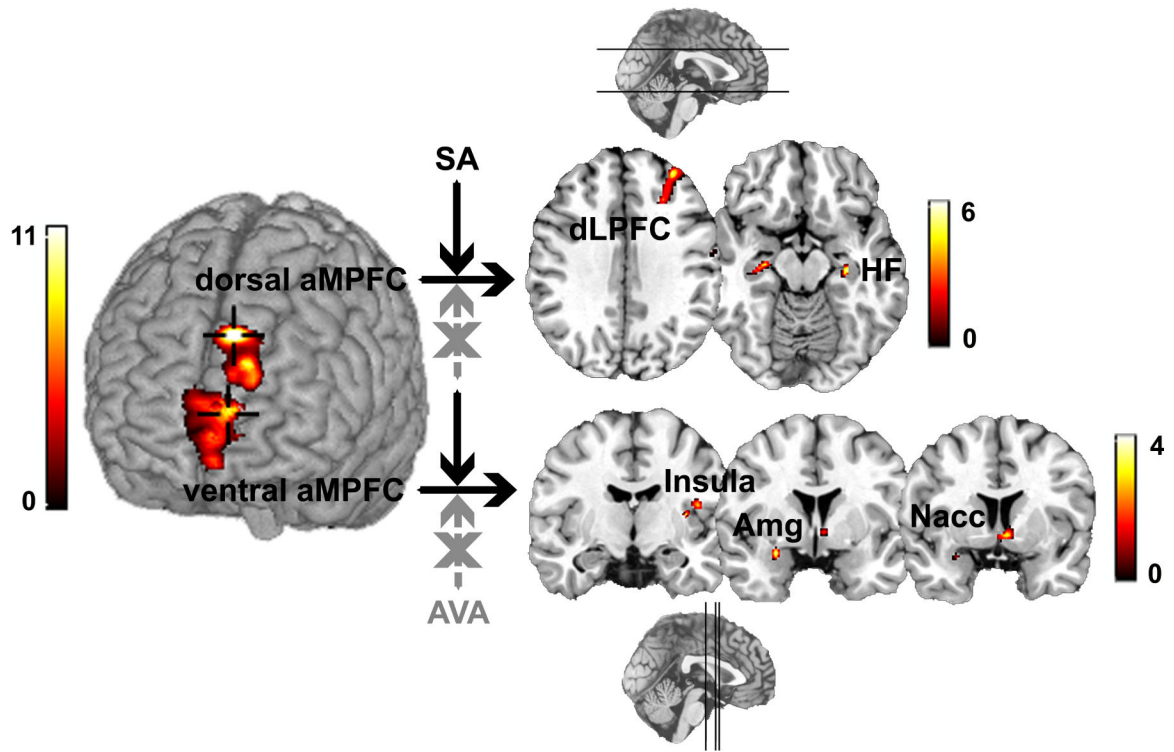 SA
11
dorsal aMPFC
dLPFC
HF
6
0
ventral aMPFC
0
Insula
Amg
Nacc
4
0
AVA